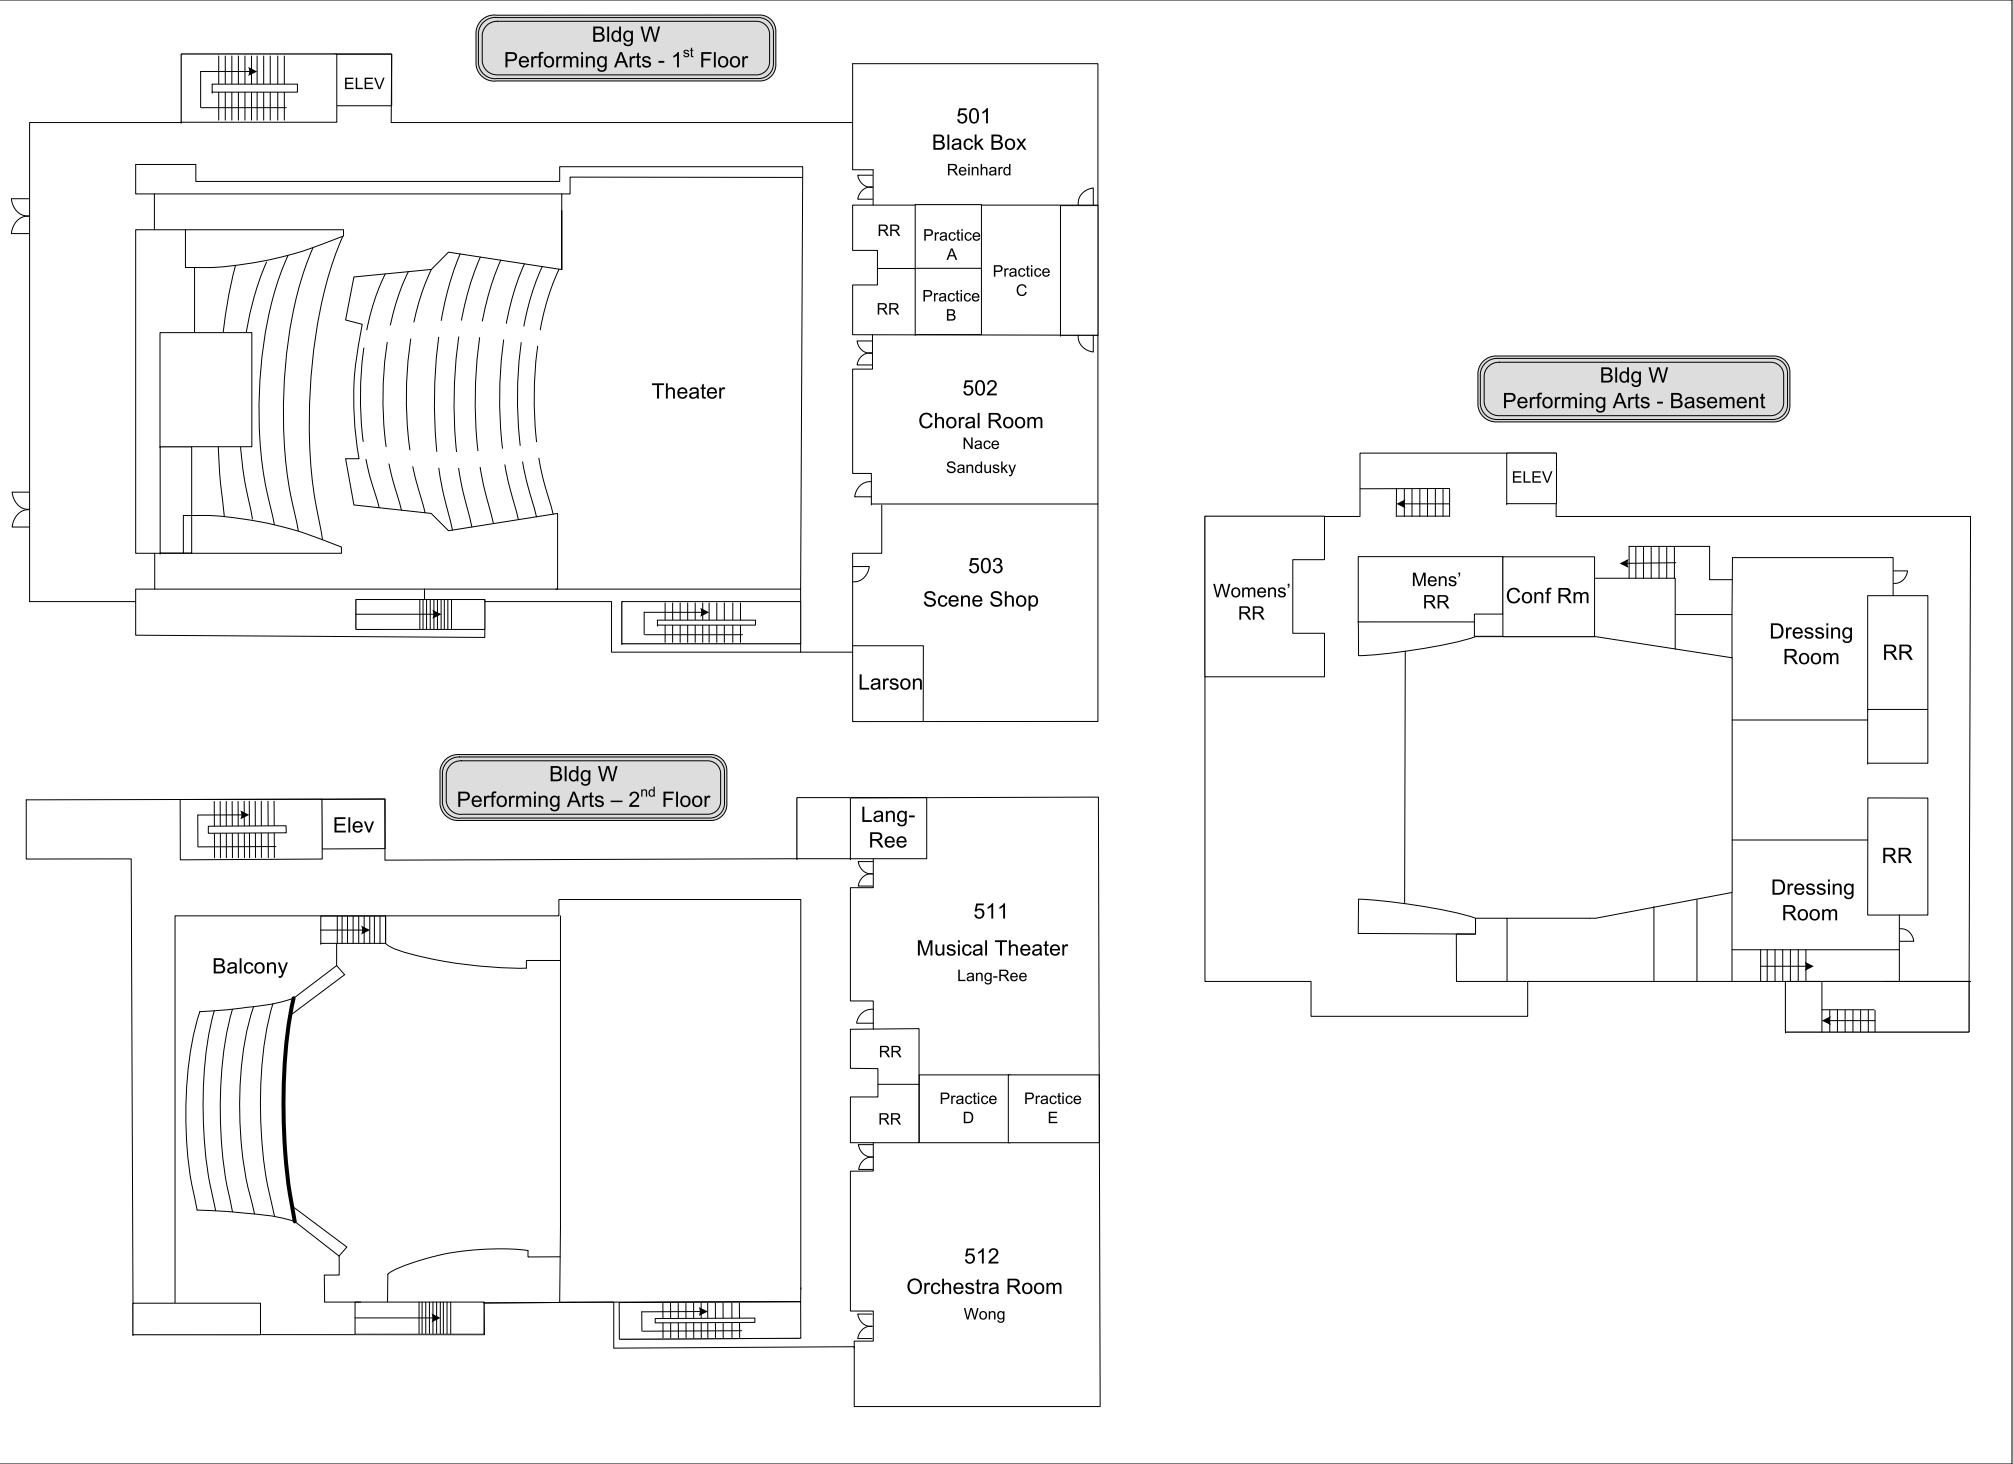 Bldg W
Performing Arts - 1st Floor
ELEV
501
Black Box
Reinhard
RR
Practice
A
Practice
C
RR
Practice
B
Theater
502
Choral Room
Nace
Sandusky
503
Scene Shop
Larson
Bldg W
Performing Arts – 2nd Floor
Elev
Lang-
Ree
Balcony
511
Musical Theater
Lang-Ree
RR
Practice
D
Practice
E
RR
512
Orchestra Room
Wong
Bldg W
Performing Arts - Basement
ELEV
Womens’
RR
Mens’
RR
Conf Rm
Dressing
Room
RR
RR
Dressing
Room